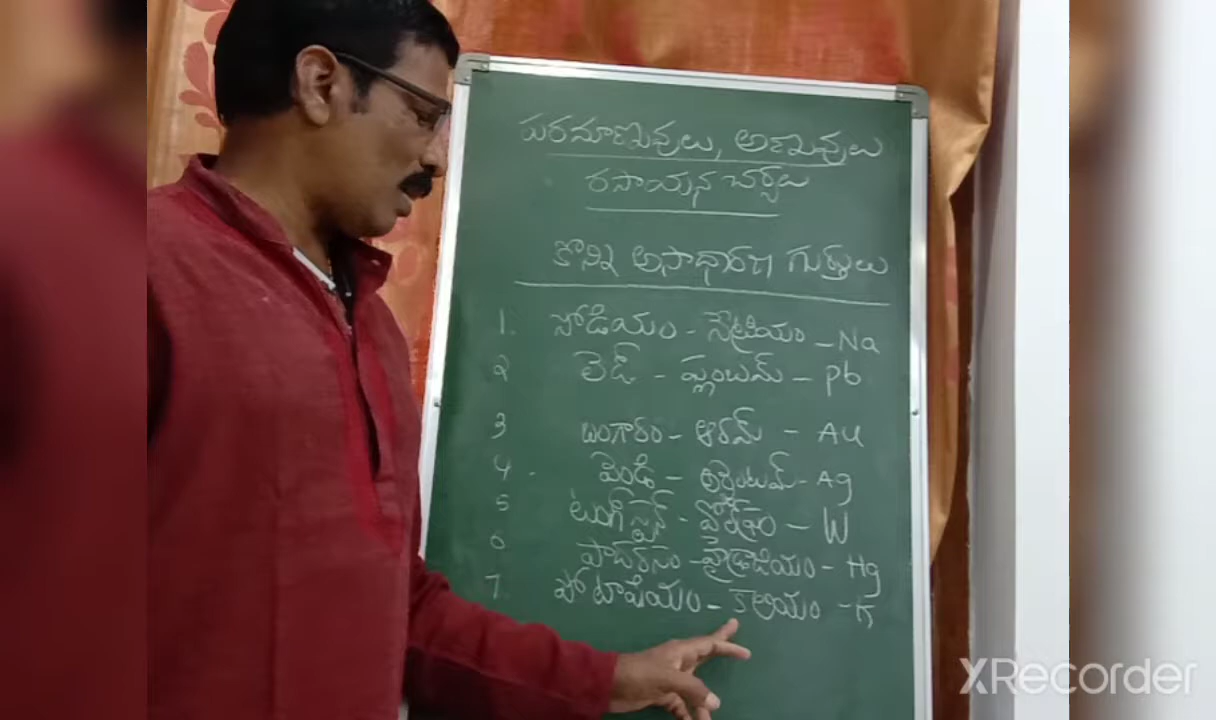 పరమాణువులు, అణువులు
రసాయన చర్యలు
కొన్ని అసాధారణ గుర్తులు
1. సోడియం - నేట్రియం - Na
2 లెడ్ - ప్లంబమ్ - Pb
3 బంగారం - ఆరమ్ - Au
4 వెండి - అర్జెంటమ్ - Ag
5 టంగ్‌స్టన్ - వోల్‌ఫ్రం - W
6 పాదరసం - హైడ్రార్జియం - Hg
7. పోటాషియం - కాలియం - K
XRecorder